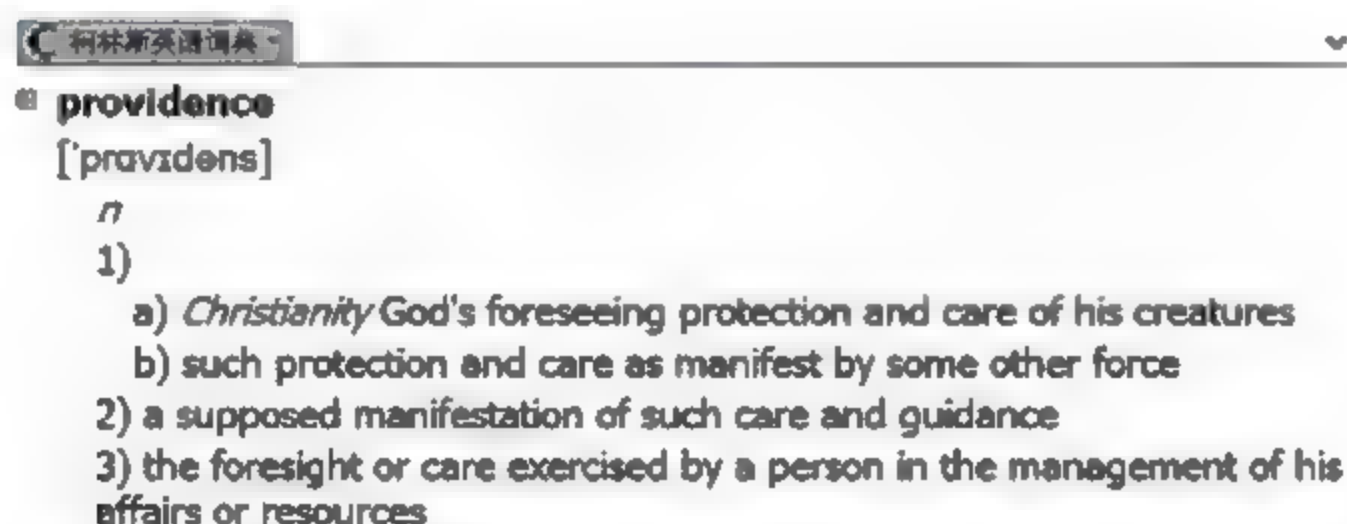 柯林斯英语词典
providence
['prɒvɪdəns]
n
1)
a) Christianity God's foreseeing protection and care of his creatures
b) such protection and care as manifest by some other force
2) a supposed manifestation of such care and guidance
3) the foresight or care exercised by a person in the management of his
affairs or resources